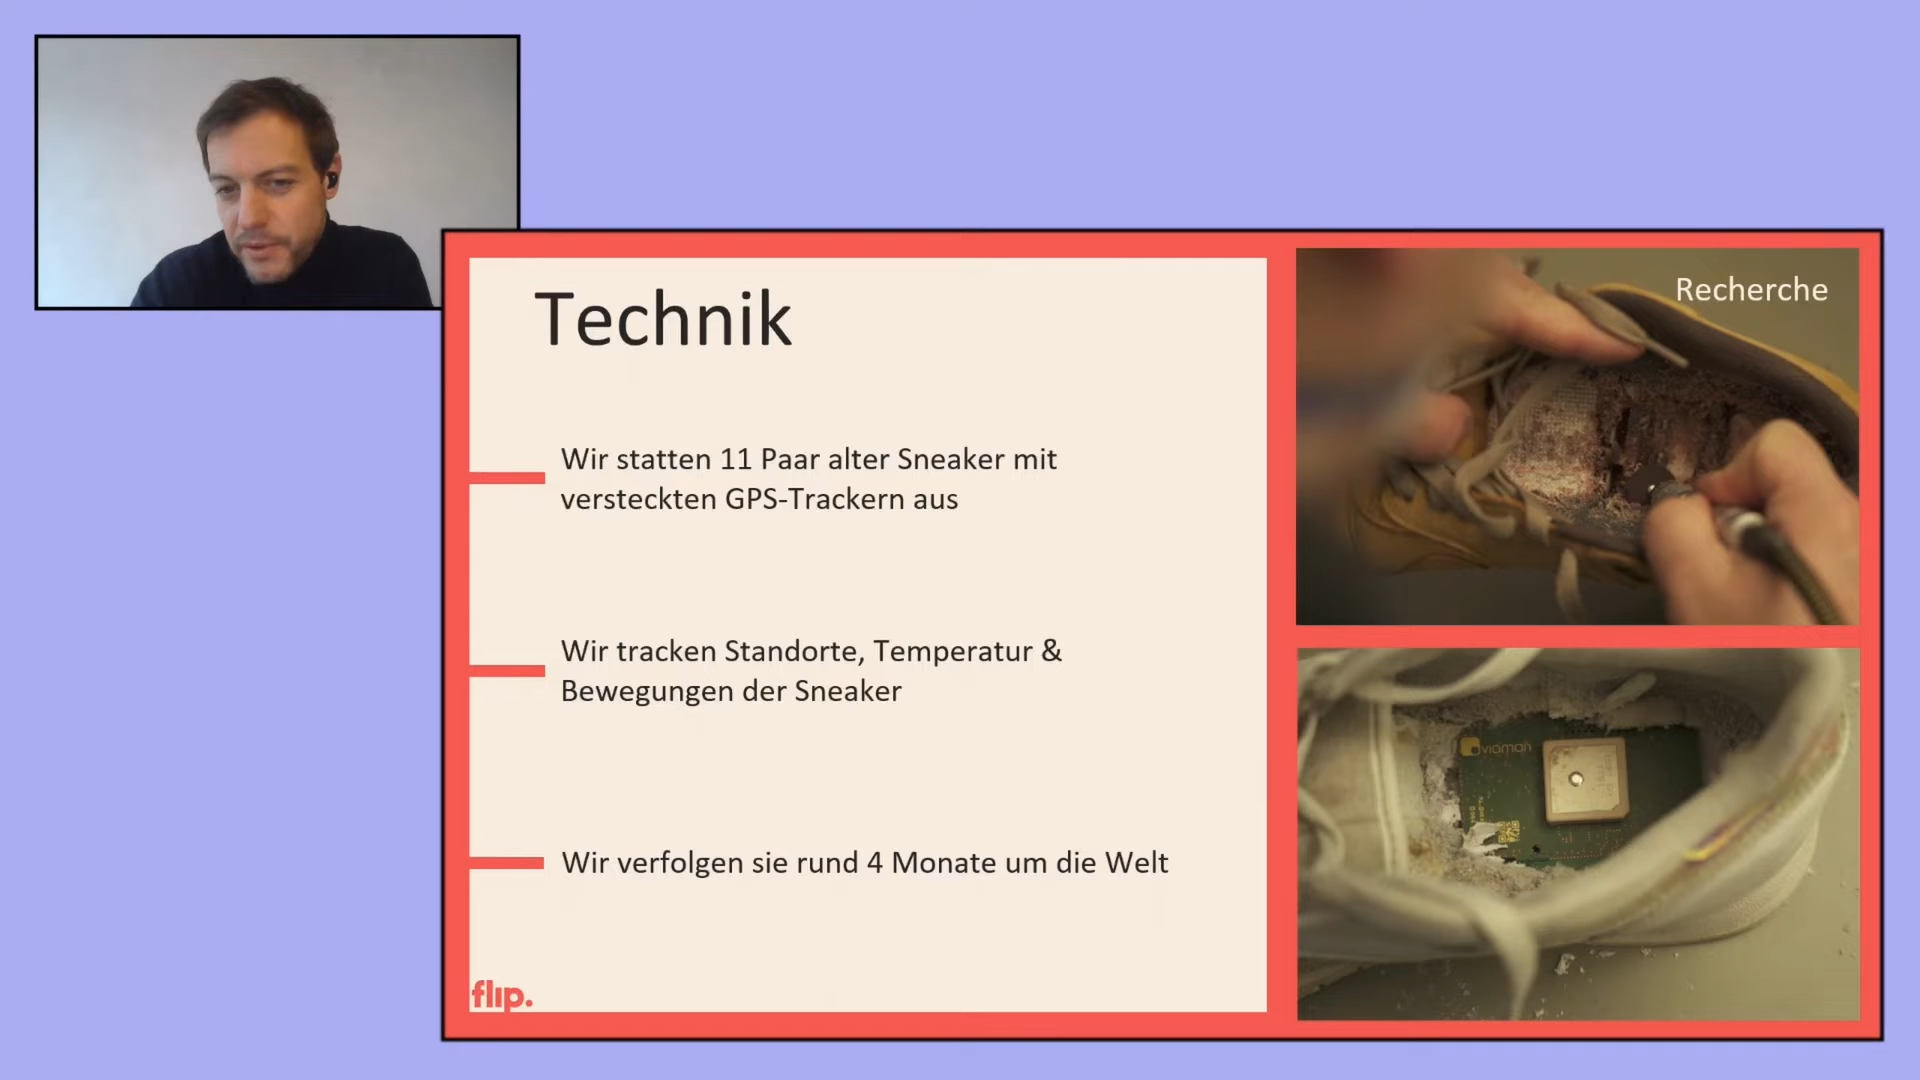 Technik
Recherche
Wir statten 11 Paar alter Sneaker mit
versteckten GPS-Trackern aus
Wir tracken Standorte, Temperatur &
Bewegungen der Sneaker
Wir verfolgen sie rund 4 Monate um die Welt
flip.